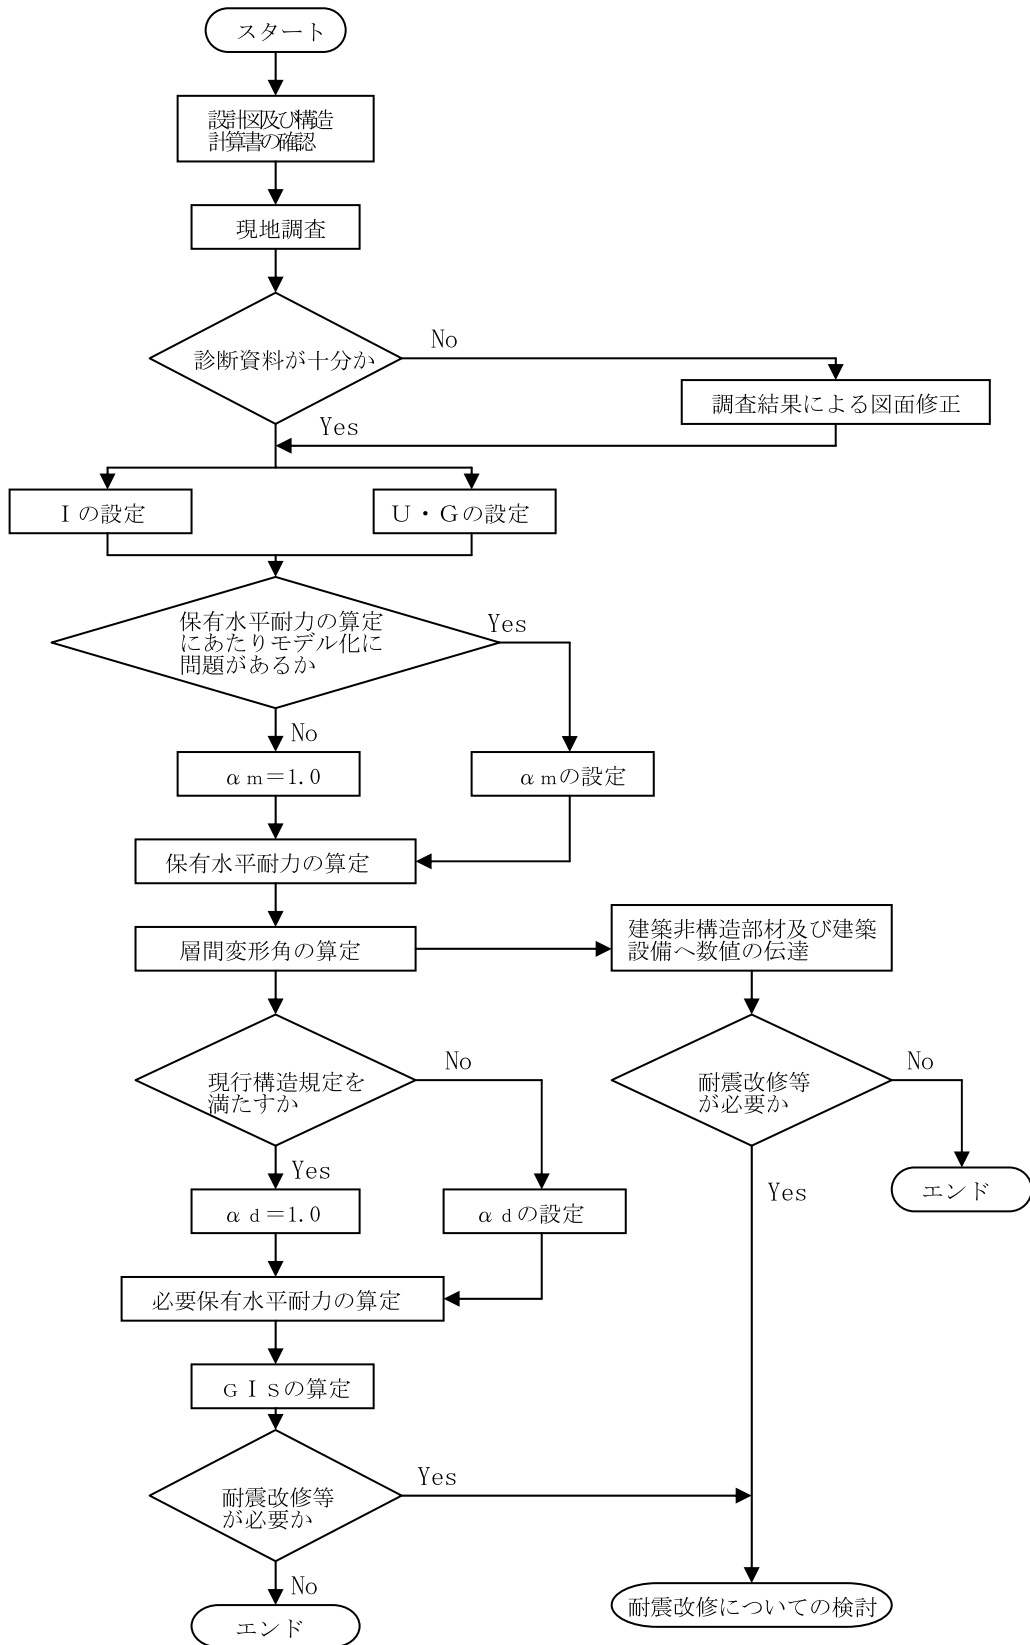 スタート
設計図及び構造
計算書の確認
現地調査
診断資料が十分か
No
調査結果による図面修正
Yes
Ｉの設定
Ｕ・Ｇの設定
保有水平耐力の算定
にあたりモデル化に
問題があるか
Yes
No
αm＝1.0
αmの設定
保有水平耐力の算定
層間変形角の算定
建築非構造部材及び建築
設備へ数値の伝達
現行構造規定を
満たすか
No
耐震改修等
が必要か
No
Yes
Yes
エンド
αd＝1.0
αdの設定
必要保有水平耐力の算定
GＩSの算定
耐震改修等
が必要か
Yes
No
エンド
耐震改修についての検討